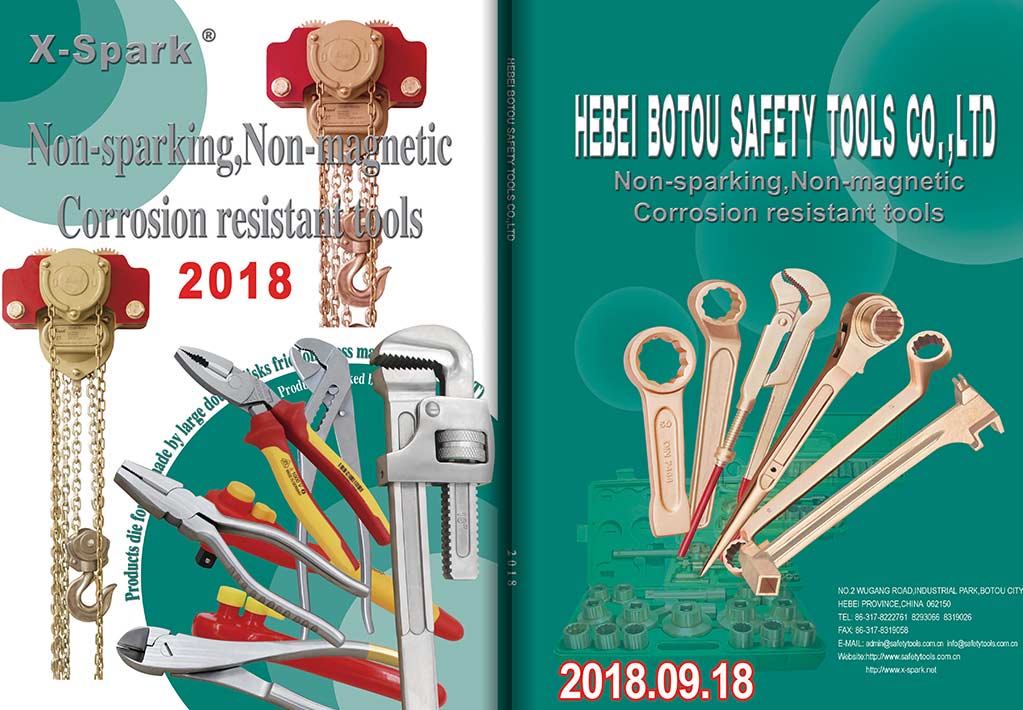 X-Spark®
Non-sparking,Non-magnetic
Corrosion resistant tools
2018
Products die
made by large
isks fric
HEBEI BOTOU SAFETY TOOLS CO.,LTD
2018
HEBEI BOTOU SAFETY TOOLS CO.,LTD
Non-sparking,Non-magnetic
Corrosion resistant tools
DIN 7444
NO.2 WUGANG ROAD,INDUSTRIAL PARK,BOTOU CITY
HEBEI PROVINCE,CHINA 062150
TEL: 86-317-8222761 8293066 8319026
FAX: 86-317-8319058
E-MAIL: admin@safetytools.com.cn info@safetytools.com.cn
Website:http://www.safetytools.com.cn
http://www.x-spark.net
2018.09.18